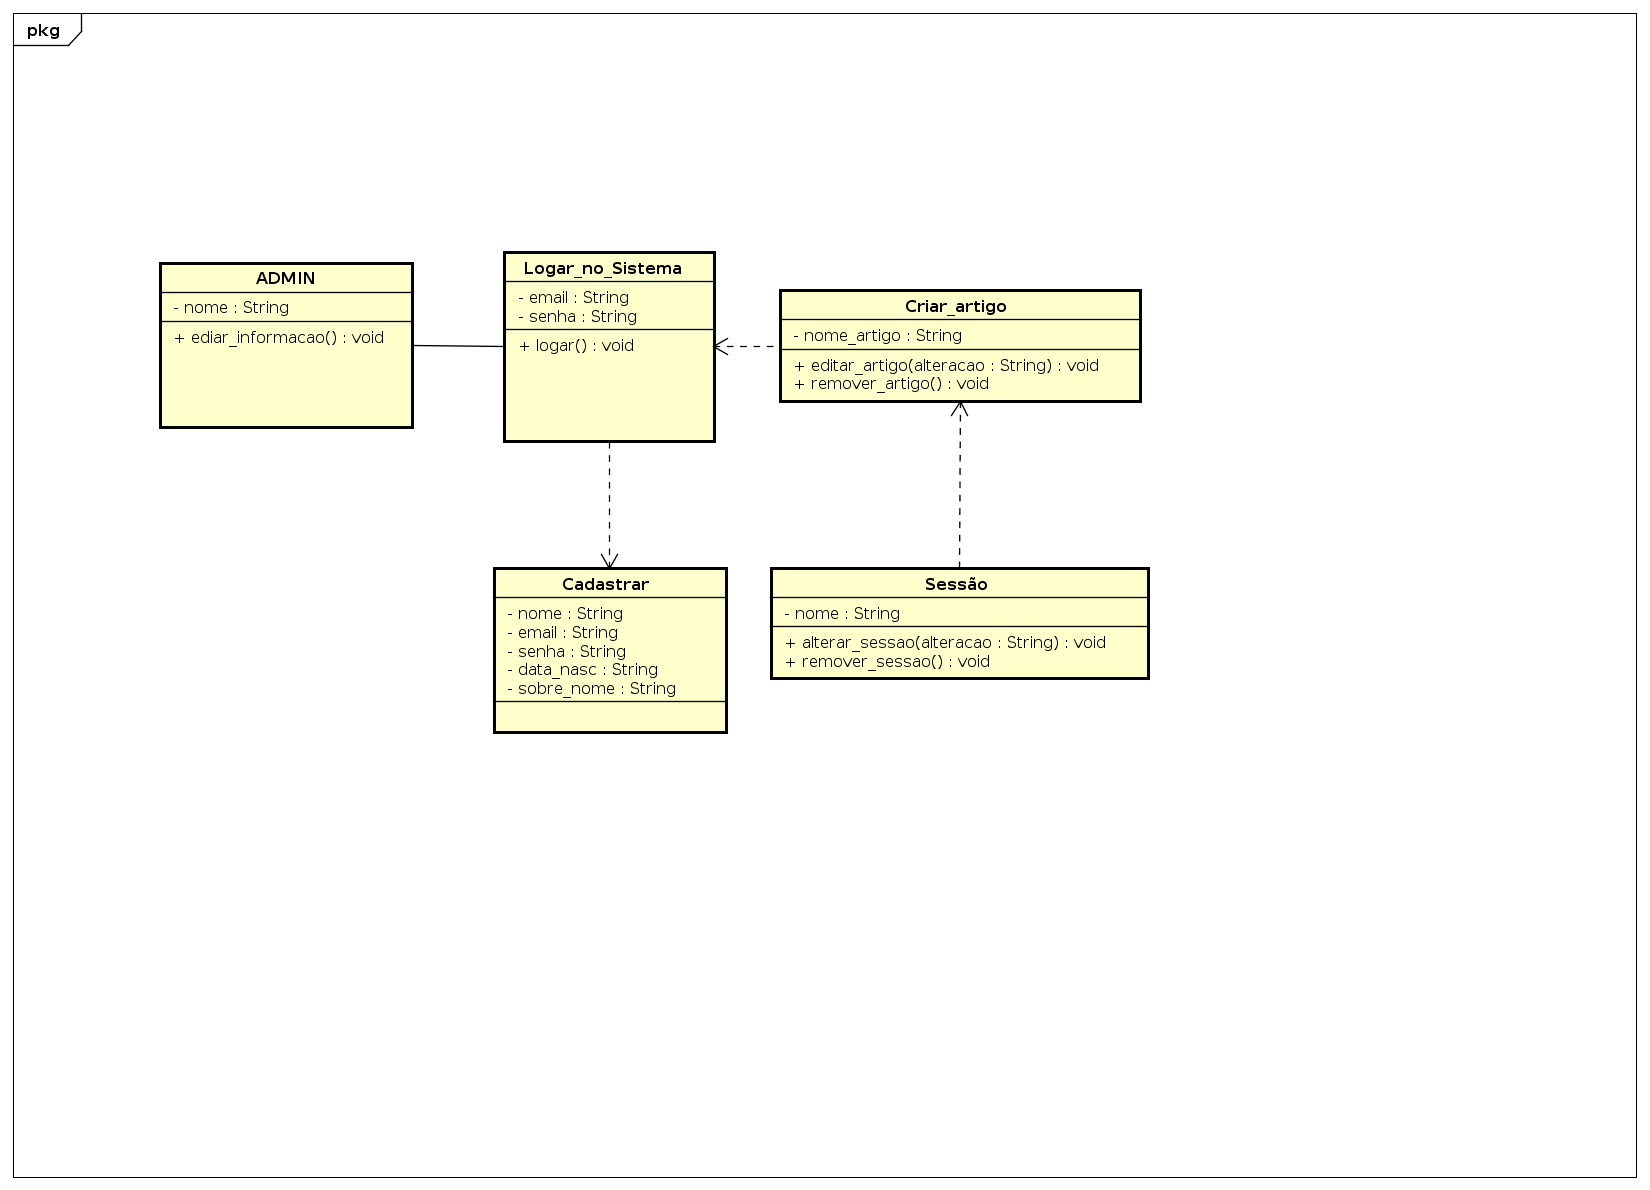 pkg
ADMIN
- nome : String
+ ediar_informacao() : void
Logar_no_Sistema
- email : String
- senha : String
+ logar() : void
Criar_artigo
- nome_artigo : String
+ editar_artigo(alteracao : String) : void
+ remover_artigo() : void
Cadastrar
- nome : String
- email : String
- senha : String
- data_nasc : String
- sobre_nome : String
Sessão
- nome : String
+ alterar_sessao(alteracao : String) : void
+ remover_sessao() : void